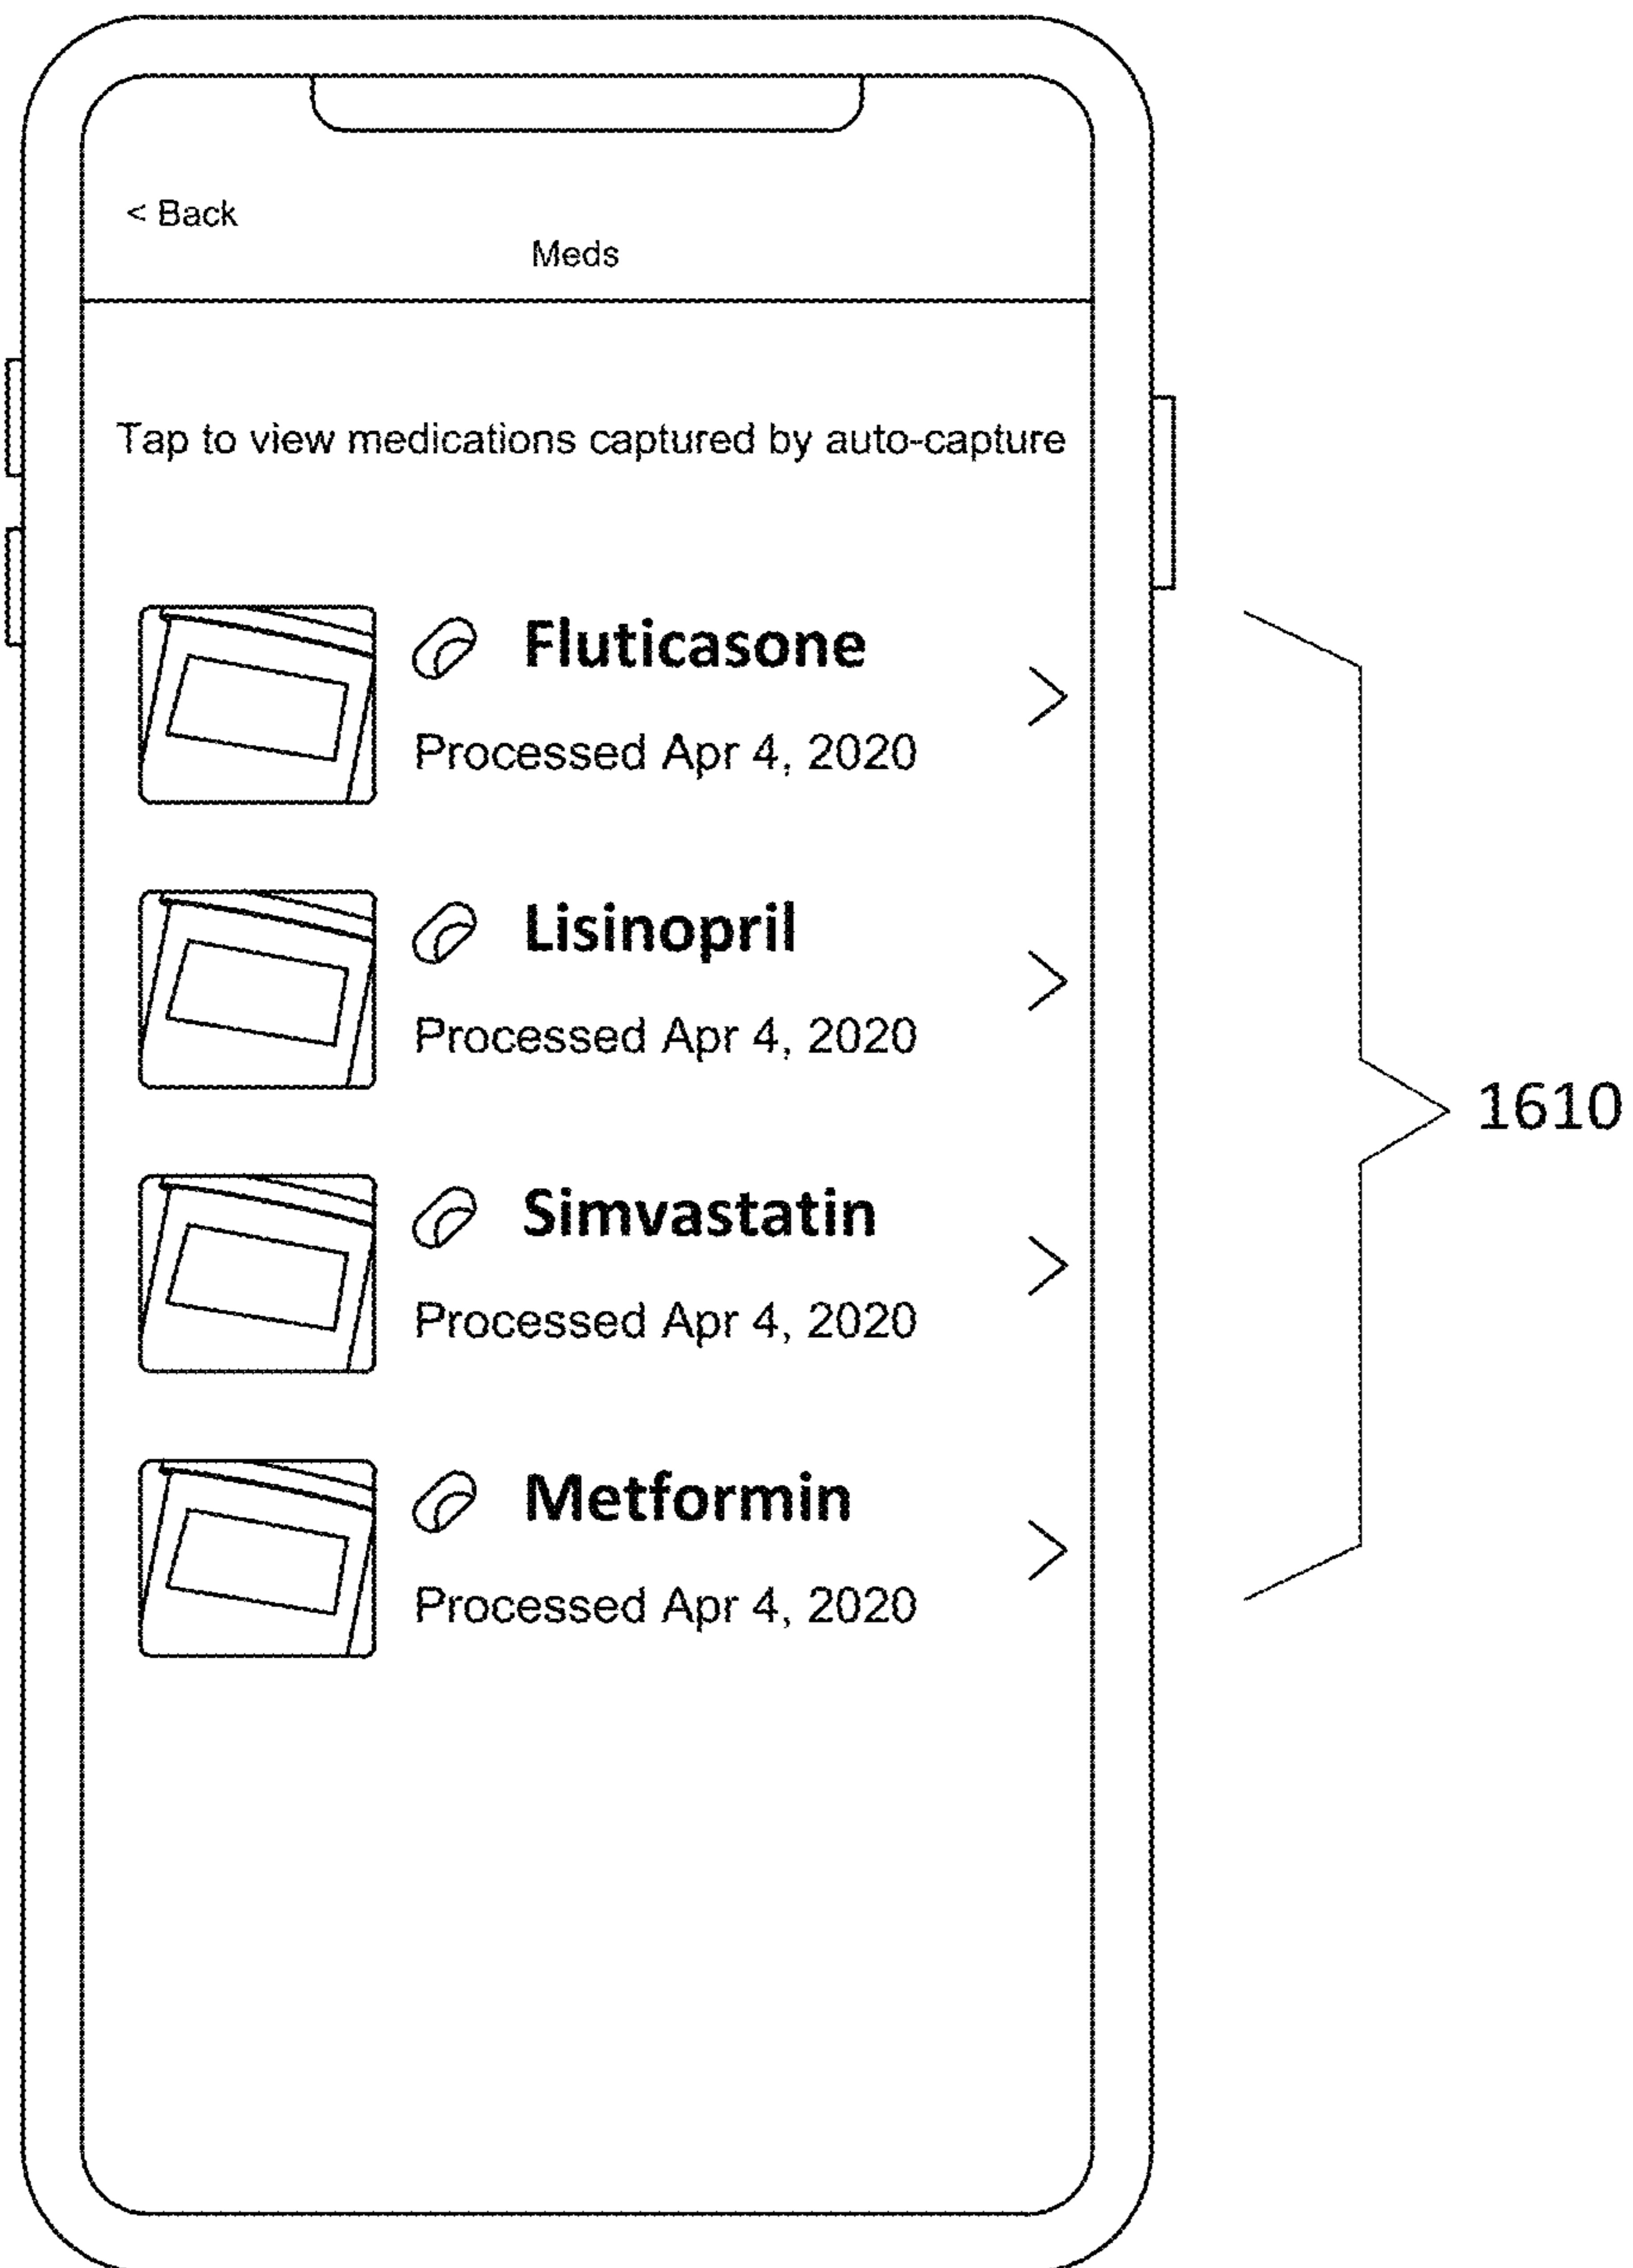 < Back
Meds
Tap to view medications captured by auto-capture
Fluticasone
Processed Apr 4, 2020
Lisinopril
Processed Apr 4, 2020
1610
Simvastatin
Processed Apr 4, 2020
Metformin
Processed Apr 4, 2020